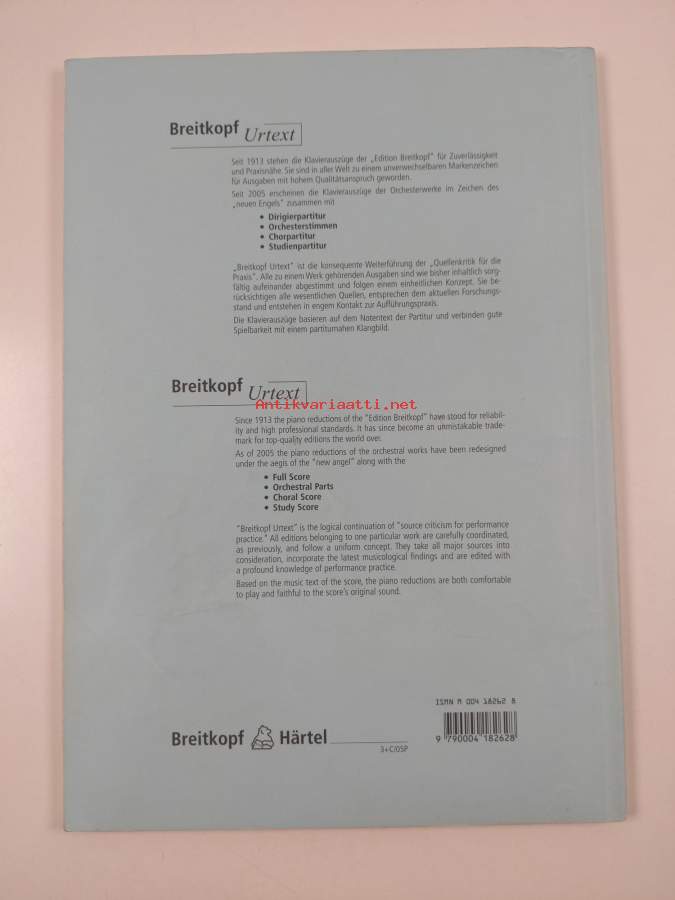 Breitkopf Urtext
Seit 1913 stehen die Klavierauszüge der „Edition Breitkopf" für Zuverlässigkeit
und Praxisnähe. Sie sind in aller Welt zu einem unverwechselbaren Markenzeichen
für Ausgaben mit hohem Qualitätsanspruch geworden.
Seit 2005 erscheinen die Klavierauszüge der Orchesterwerke im Zeichen des
„neuen Engels" zusammen mit
• Dirigierpartitur
• Orchesterstimmen
• Chorpartitur
• Studienpartitur
„Breitkopf Urtext" ist die konsequente Weiterführung der „Quellenkritik für die
Praxis". Alle zu einem Werk gehörenden Ausgaben sind wie bisher inhaltlich sorg-
fältig aufeinander abgestimmt und folgen einem einheitlichen Konzept. Sie be-
rücksichtigen alle wesentlichen Quellen, entsprechen dem aktuellen Forschungs-
stand und entstehen in engem Kontakt zur Aufführungspraxis.
Die Klavierauszüge basieren auf dem Notentext der Partitur und verbinden gute
Spielbarkeit mit einem partiturnahen Klangbild.
Breitkopf Urtext
Antikvariaatti.net
Since 1913 the piano reductions of the "Edition Breitkopf" have stood for reliabil-
ity and high professional standards. It has since become an unmistakable trade-
mark for top-quality editions the world over.
As of 2005 the piano reductions of the orchestral works have been redesigned
under the aegis of the "new angel" along with the
• Full Score
• Orchestral Parts
• Choral Score
• Study Score
"Breitkopf Urtext" is the logical continuation of "source criticism for performance
practice." All editions belonging to one particular work are carefully coordinated,
as previously, and follow a uniform concept. They take all major sources into
consideration, incorporate the latest musicological findings and are edited with
a profound knowledge of performance practice.
Based on the music text of the score, the piano reductions are both comfortable
to play and faithful to the score's original sound.
ISMN M 004 18262 8
9 790004 182628
Breitkopf Härtel
3+C/05P